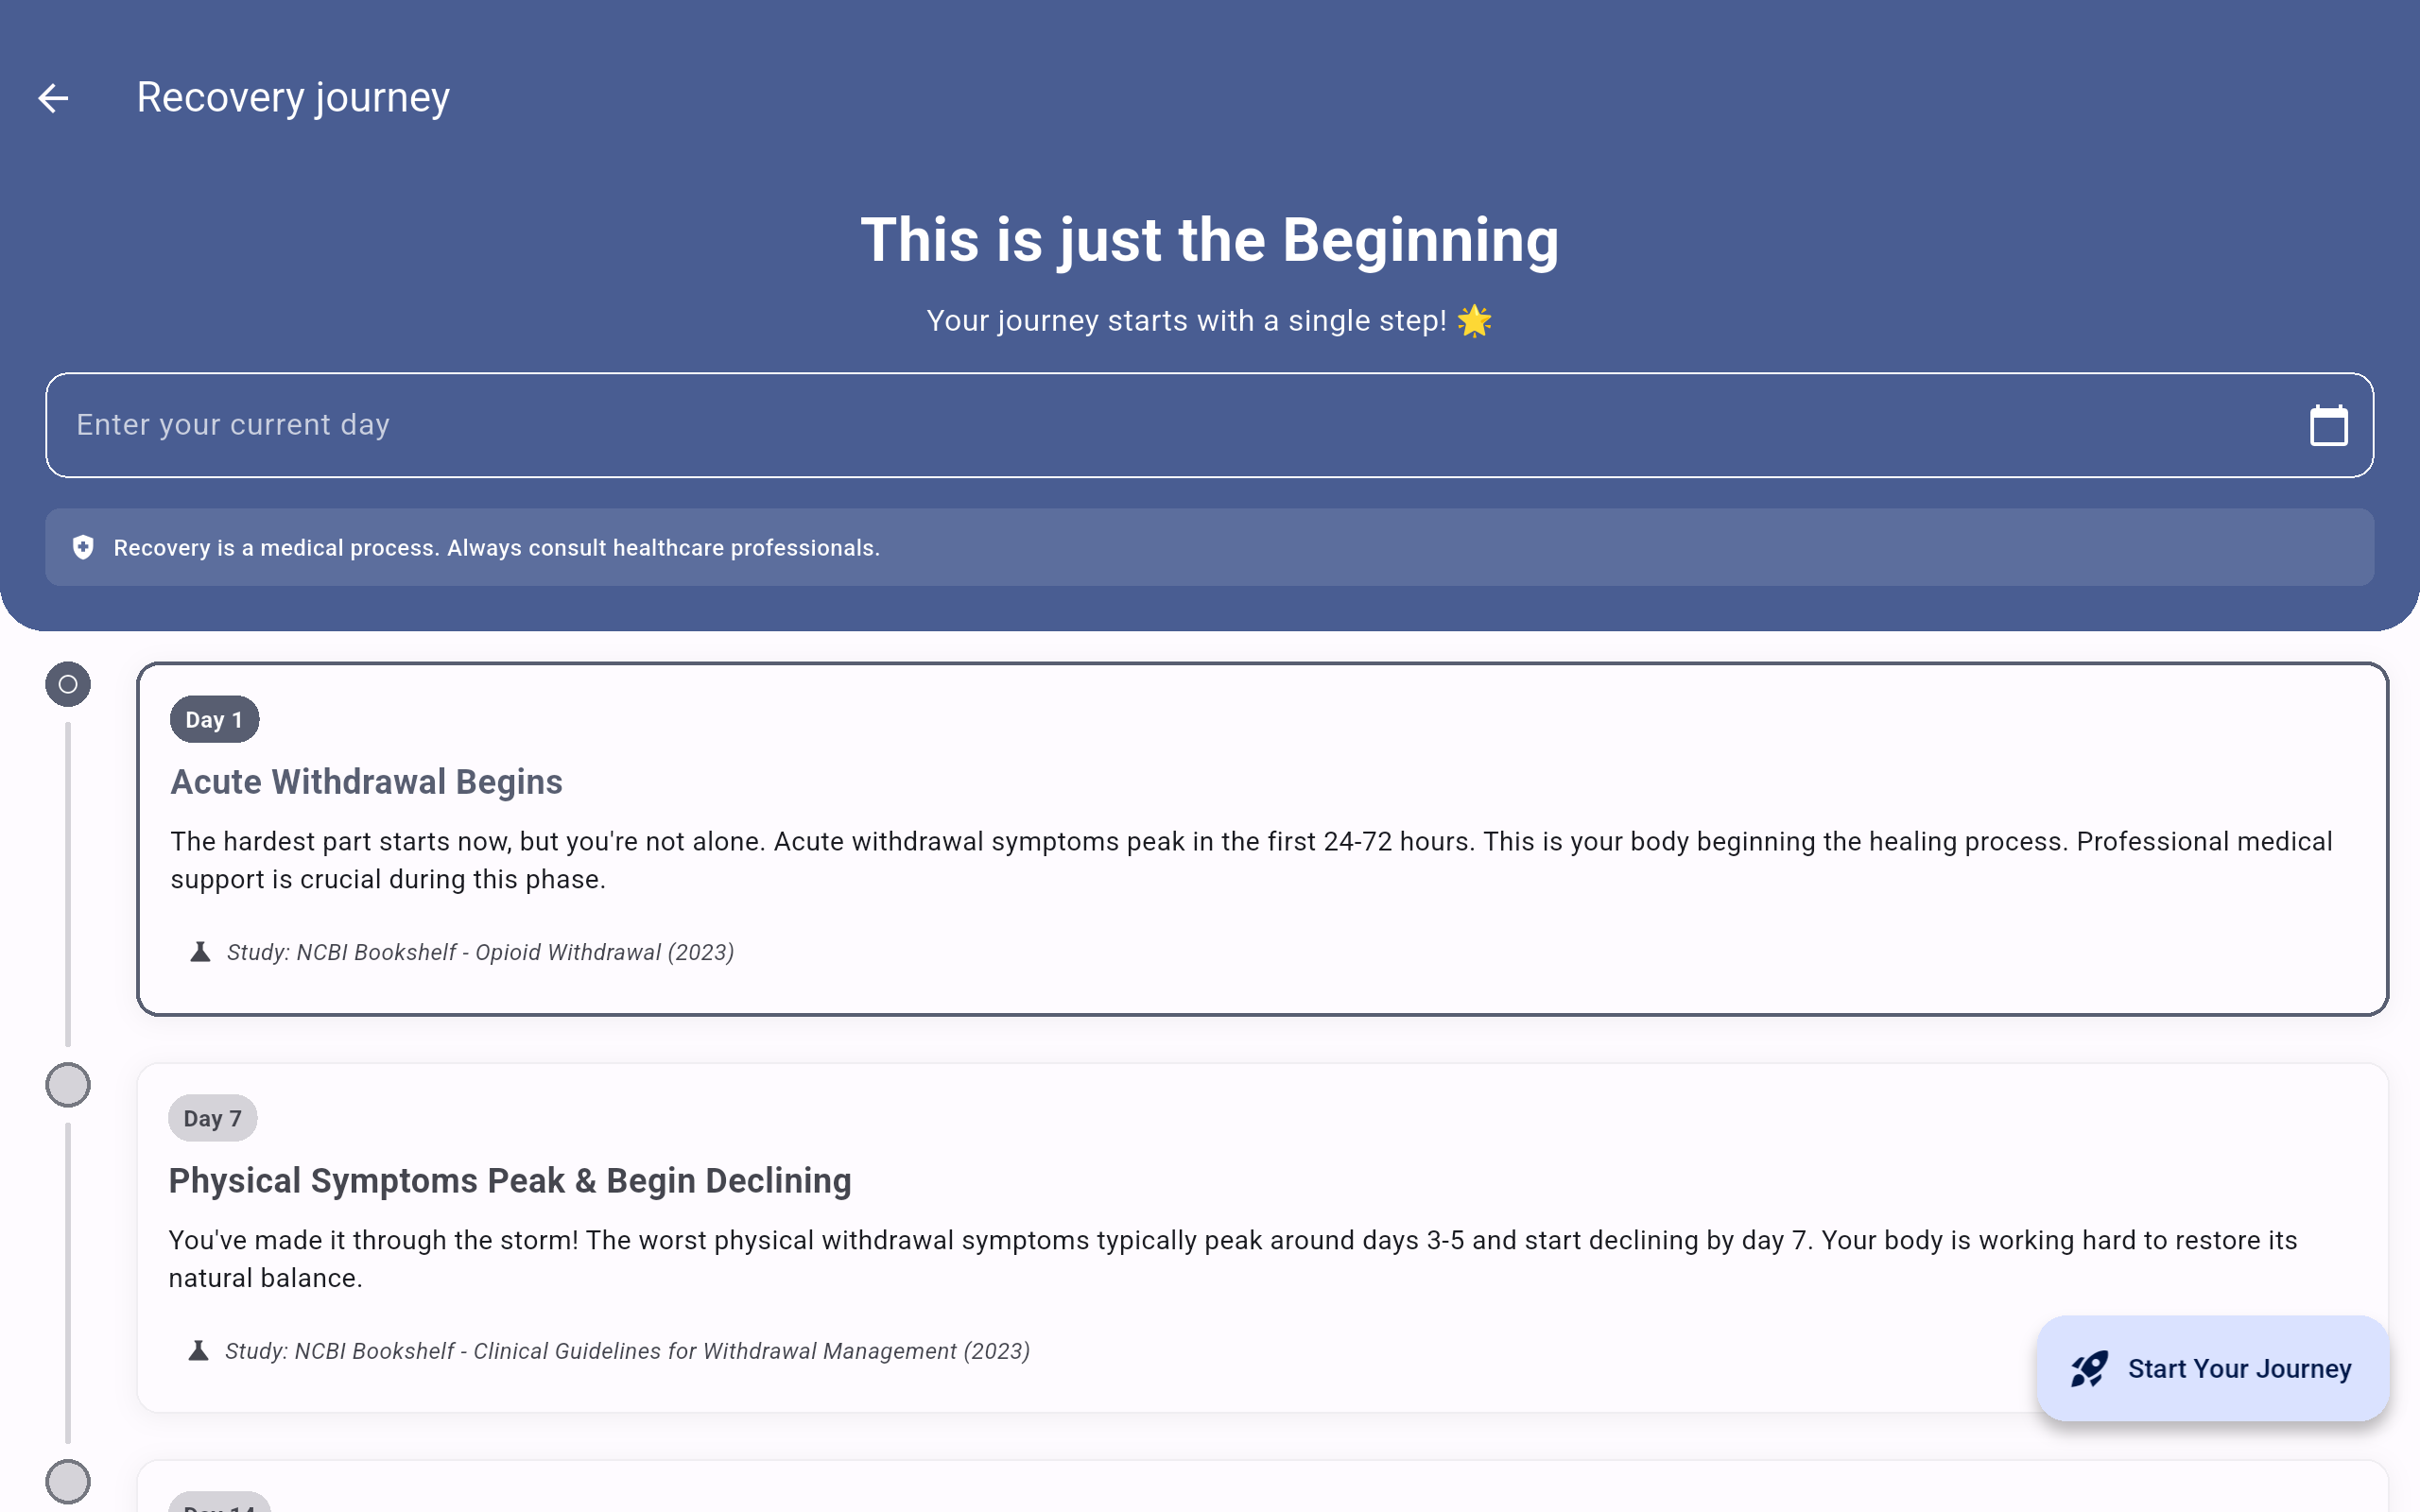 Recovery journey
This is just the Beginning
Your journey starts with a single step! 🌟
Enter your current day
Recovery is a medical process. Always consult healthcare professionals.
Day 1
Acute Withdrawal Begins
The hardest part starts now, but you're not alone. Acute withdrawal symptoms peak in the first 24-72 hours. This is your body beginning the healing process. Professional medical
support is crucial during this phase.
Study: NCBI Bookshelf - Opioid Withdrawal (2023)
Day 7
Physical Symptoms Peak & Begin Declining
You've made it through the storm! The worst physical withdrawal symptoms typically peak around days 3-5 and start declining by day 7. Your body is working hard to restore its
natural balance.
Study: NCBI Bookshelf - Clinical Guidelines for Withdrawal Management (2023)
Start Your Journey
Day 14